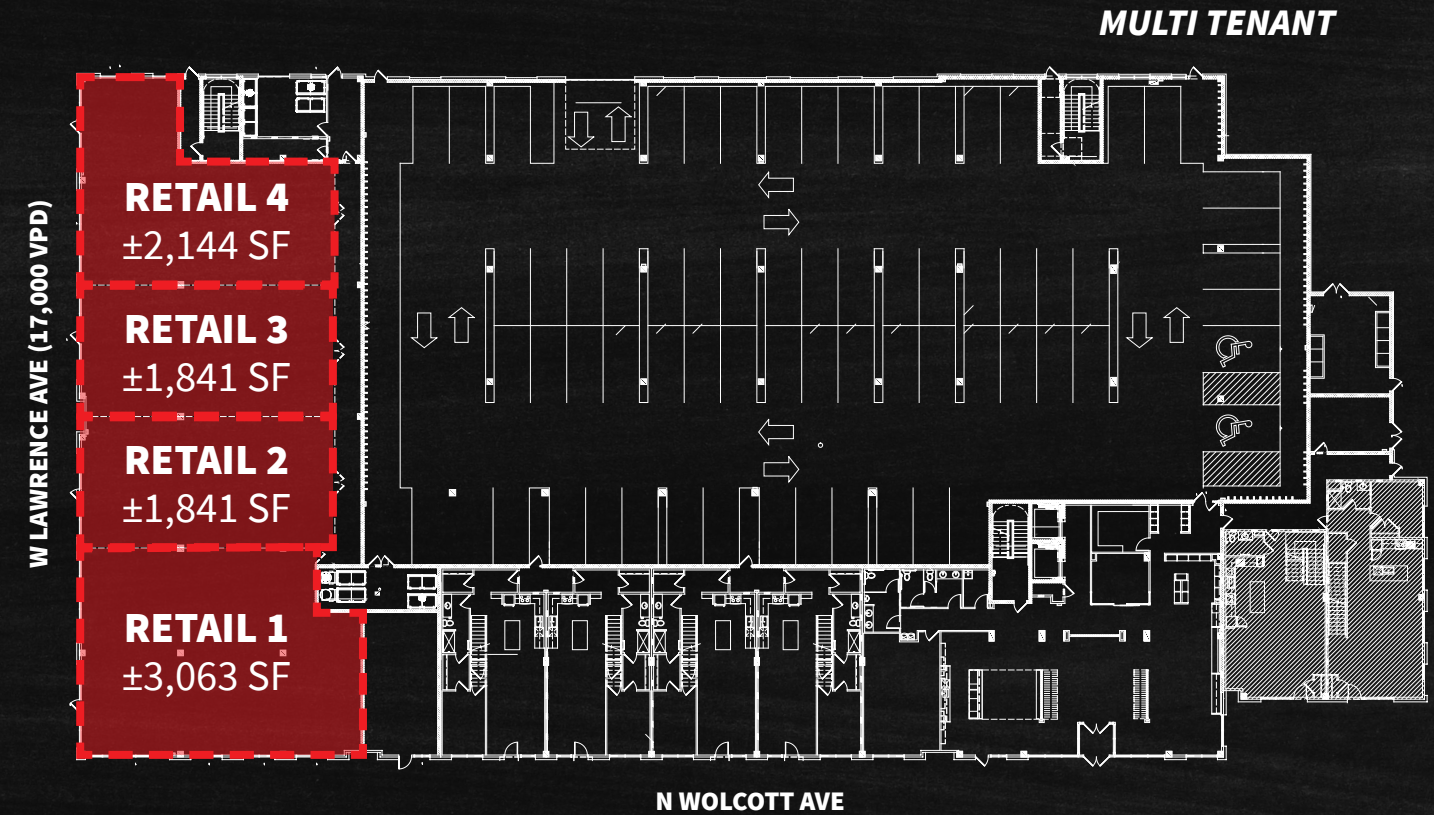 MULTI TENANT
W LAWRENCE AVE (17,000 VPD)
RETAIL 4
±2,144 SF
RETAIL 3
±1,841 SF
RETAIL 2
±1,841 SF
RETAIL 1
±3,063 SF
N WOLCOTT AVE